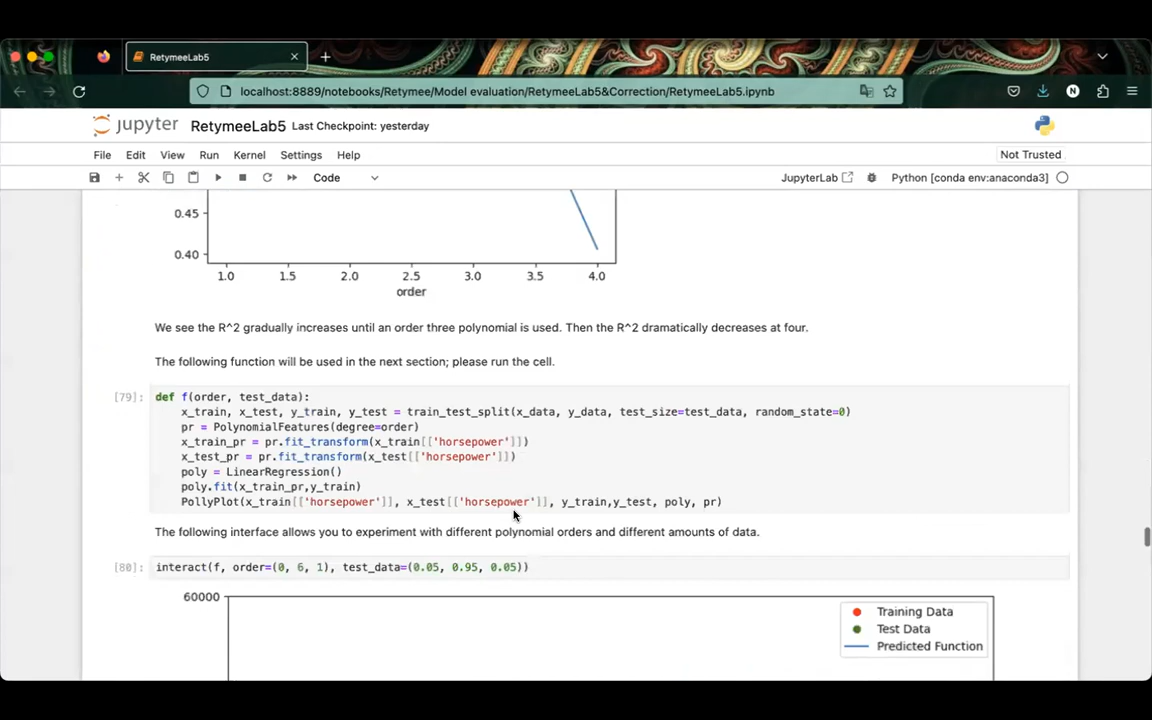 RetymeeLab5
localhost:8889/notebooks/Retymee/Model evaluation/RetymeeLab5&Correction/RetymeeLab5.ipynb
N
jupyter RetymeeLab5 Last Checkpoint: yesterday
File Edit View Run Kernel Settings Help
Not Trusted
Code
JupyterLab
Python [conda env:anaconda3]
0.45
0.40
1.0 1.5 2.0 2.5 3.0 3.5 4.0
order
We see the R^2 gradually increases until an order three polynomial is used. Then the R^2 dramatically decreases at four.
The following function will be used in the next section; please run the cell.
[79]: def f(order, test_data):
x_train, x_test, y_train, y_test = train_test_split(x_data, y_data, test_size=test_data, random_state=0)
pr = PolynomialFeatures(degree=order)
x_train_pr = pr.fit_transform(x_train[['horsepower']])
x_test_pr = pr.fit_transform(x_test[['horsepower']])
poly = LinearRegression()
poly.fit(x_train_pr,y_train)
PollyPlot(x_train[['horsepower']], x_test[['horsepower']], y_train,y_test, poly, pr)
The following interface allows you to experiment with different polynomial orders and different amounts of data.
[80]: interact(f, order=(0, 6, 1), test_data=(0.05, 0.95, 0.05))
60000
Training Data
Test Data
Predicted Function